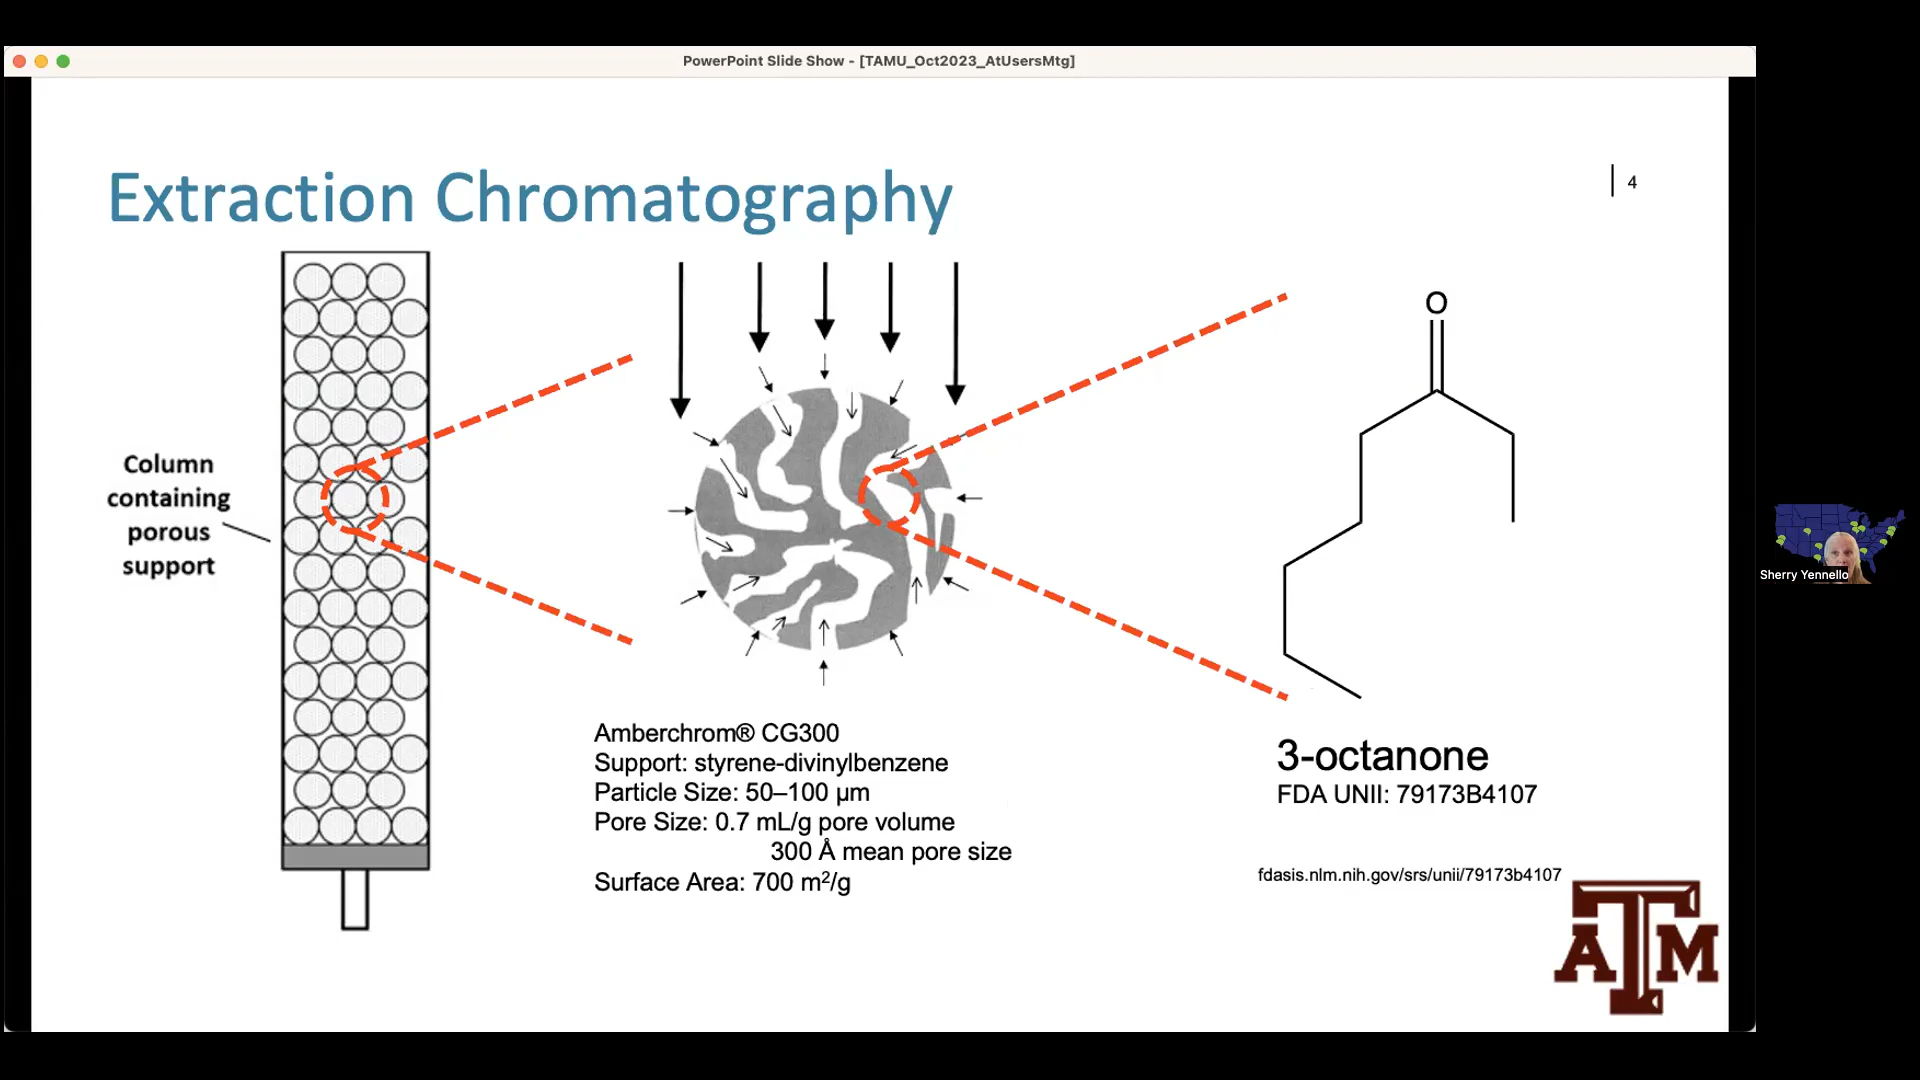 PowerPoint Slide Show - [TAMU_Oct2023_AtUsersMtg]
Extraction Chromatography
4
Column
containing
porous
support
O
Amberchrom® CG300
Support: styrene-divinylbenzene
Particle Size: 50–100 µm
Pore Size: 0.7 mL/g pore volume
300 Å mean pore size
Surface Area: 700 m²/g
3-octanone
FDA UNII: 79173B4107
fdasis.nlm.nih.gov/srs/unii/79173b4107
ATM
Sherry Yennello